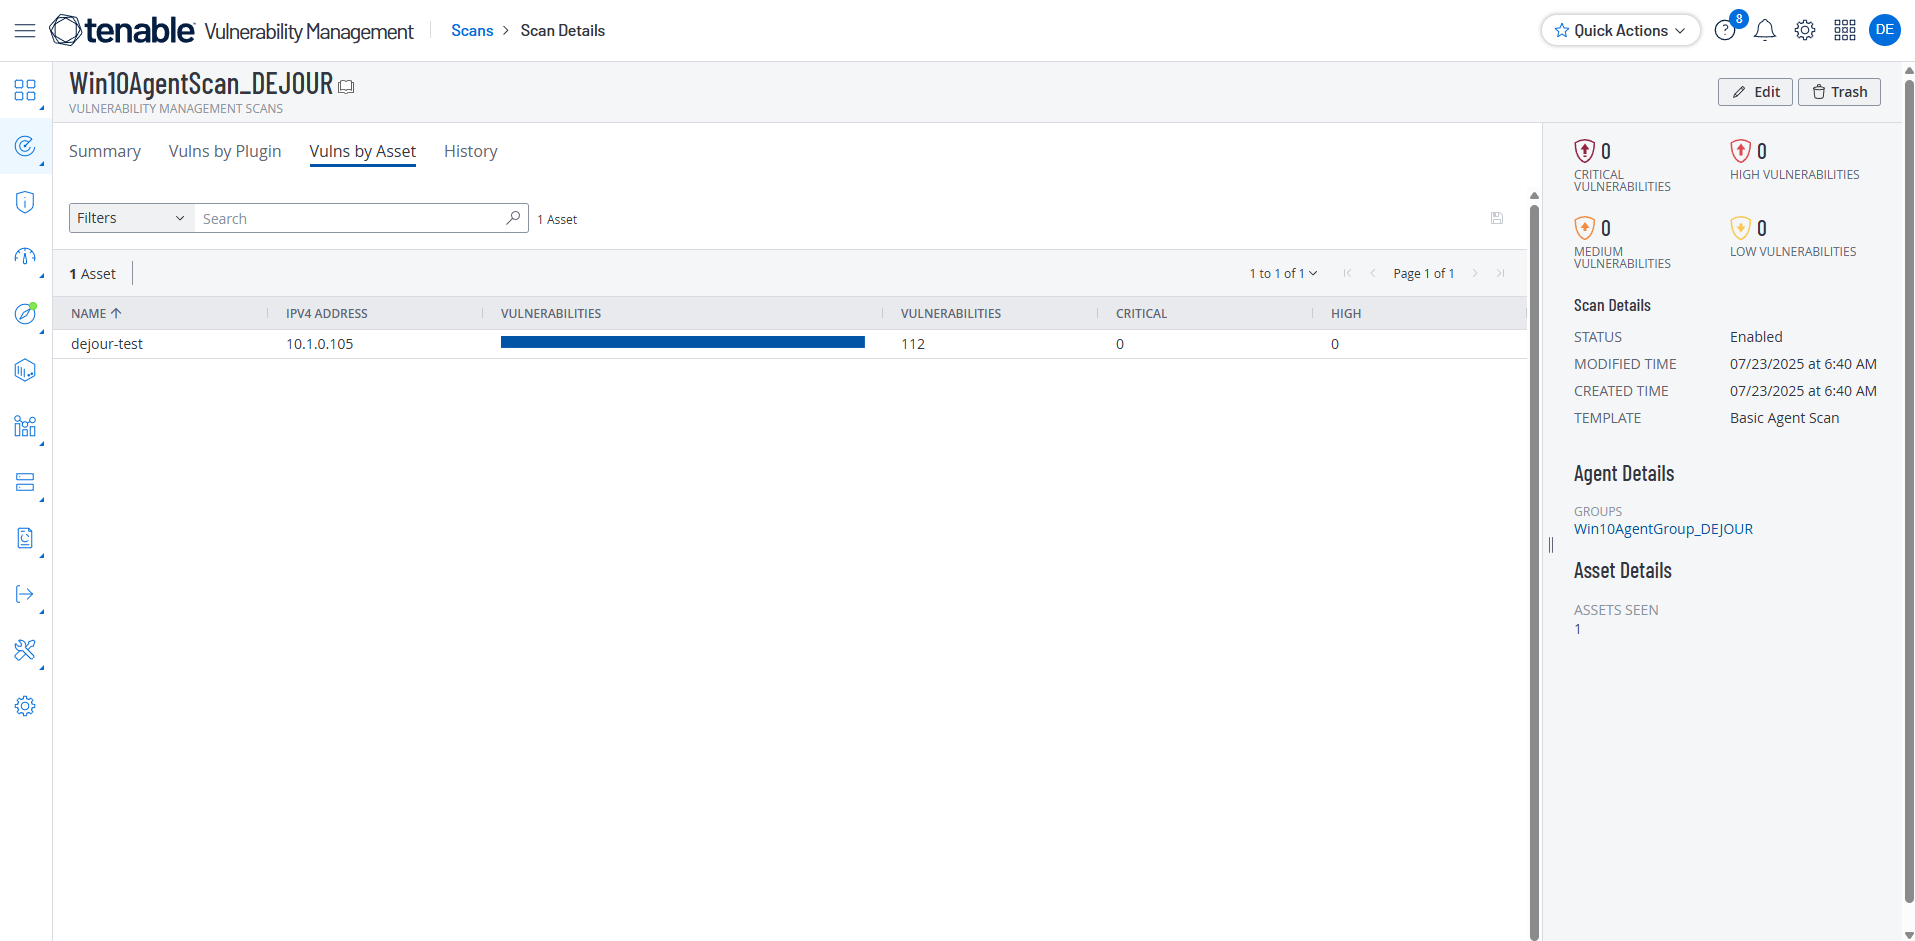 tenable Vulnerability Management Scans > Scan Details Quick Actions 8 DE
Win10AgentScan_DEJOUR
VULNERABILITY MANAGEMENT SCANS
Edit Trash
Summary Vulns by Plugin Vulns by Asset History
Filters Search 1 Asset
1 Asset 1 to 1 of 1 Page 1 of 1
NAME IPV4 ADDRESS VULNERABILITIES VULNERABILITIES CRITICAL HIGH
dejour-test 10.1.0.105 112 0 0
0
CRITICAL
VULNERABILITIES
0
HIGH VULNERABILITIES
0
MEDIUM
VULNERABILITIES
0
LOW VULNERABILITIES
Scan Details
STATUS Enabled
MODIFIED TIME 07/23/2025 at 6:40 AM
CREATED TIME 07/23/2025 at 6:40 AM
TEMPLATE Basic Agent Scan
Agent Details
GROUPS
Win10AgentGroup_DEJOUR
Asset Details
ASSETS SEEN
1